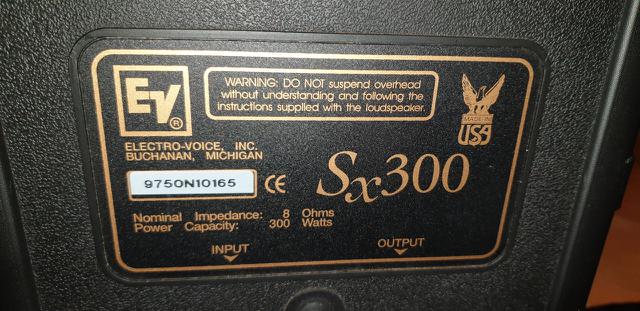 EV®
WARNING: DO NOT suspend overhead
without understanding and following the
instructions supplied with the loudspeaker.
MADE IN
USA
ELECTRO-VOICE, INC.
BUCHANAN, MICHIGAN
9750N10165 CE
Sx300
Nominal Impedance: 8 Ohms
Power Capacity: 300 Watts
INPUT OUTPUT